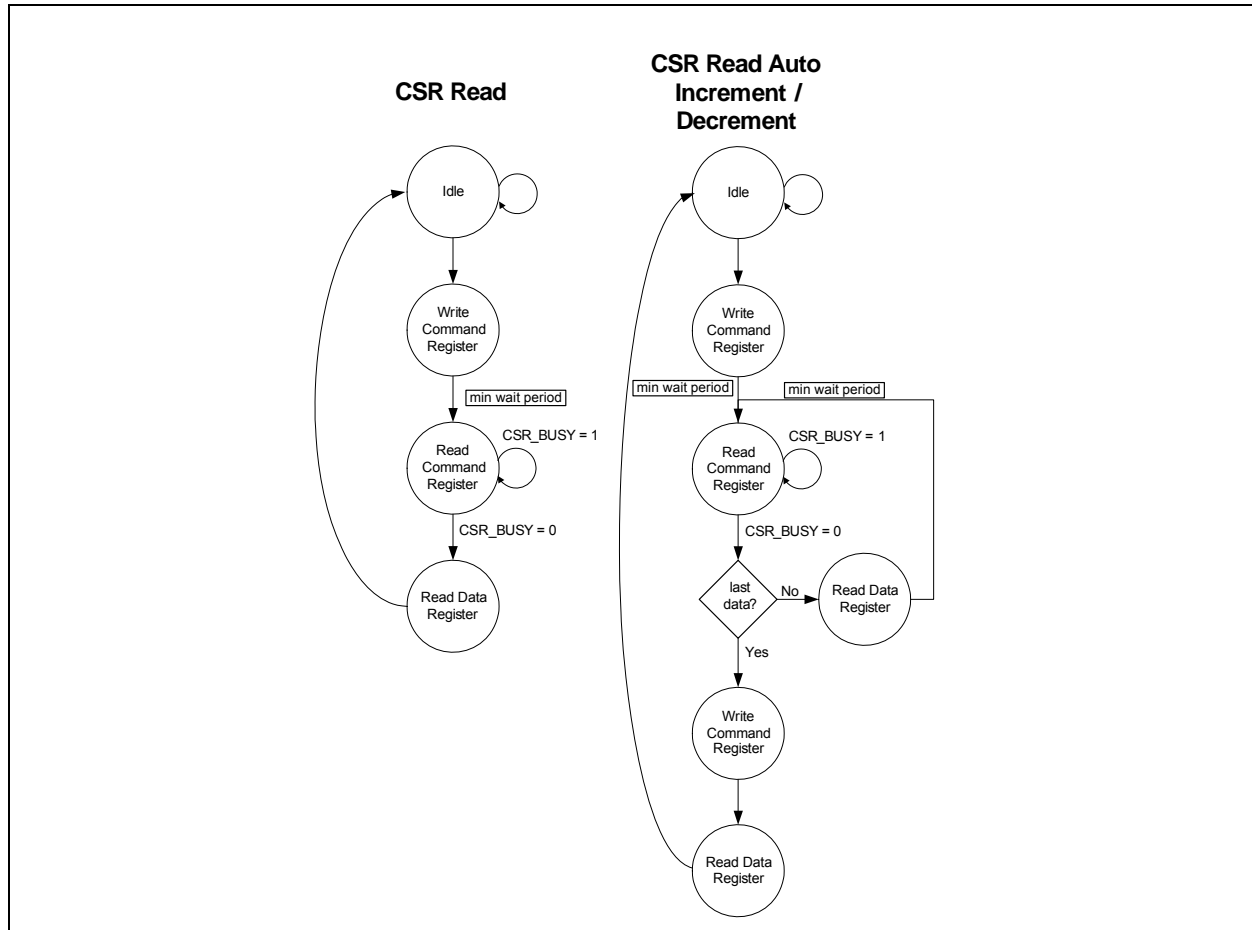 CSR Read
Idle
Write
Command
Register
min wait period
Read
Command
Register
CSR_BUSY = 1
CSR_BUSY = 0
Read Data
Register
CSR Read Auto
Increment /
Decrement
Idle
Write
Command
Register
min wait period
min wait period
Read
Command
Register
CSR_BUSY = 1
CSR_BUSY = 0
last
data?
No
Read Data
Register
Yes
Write
Command
Register
Read Data
Register